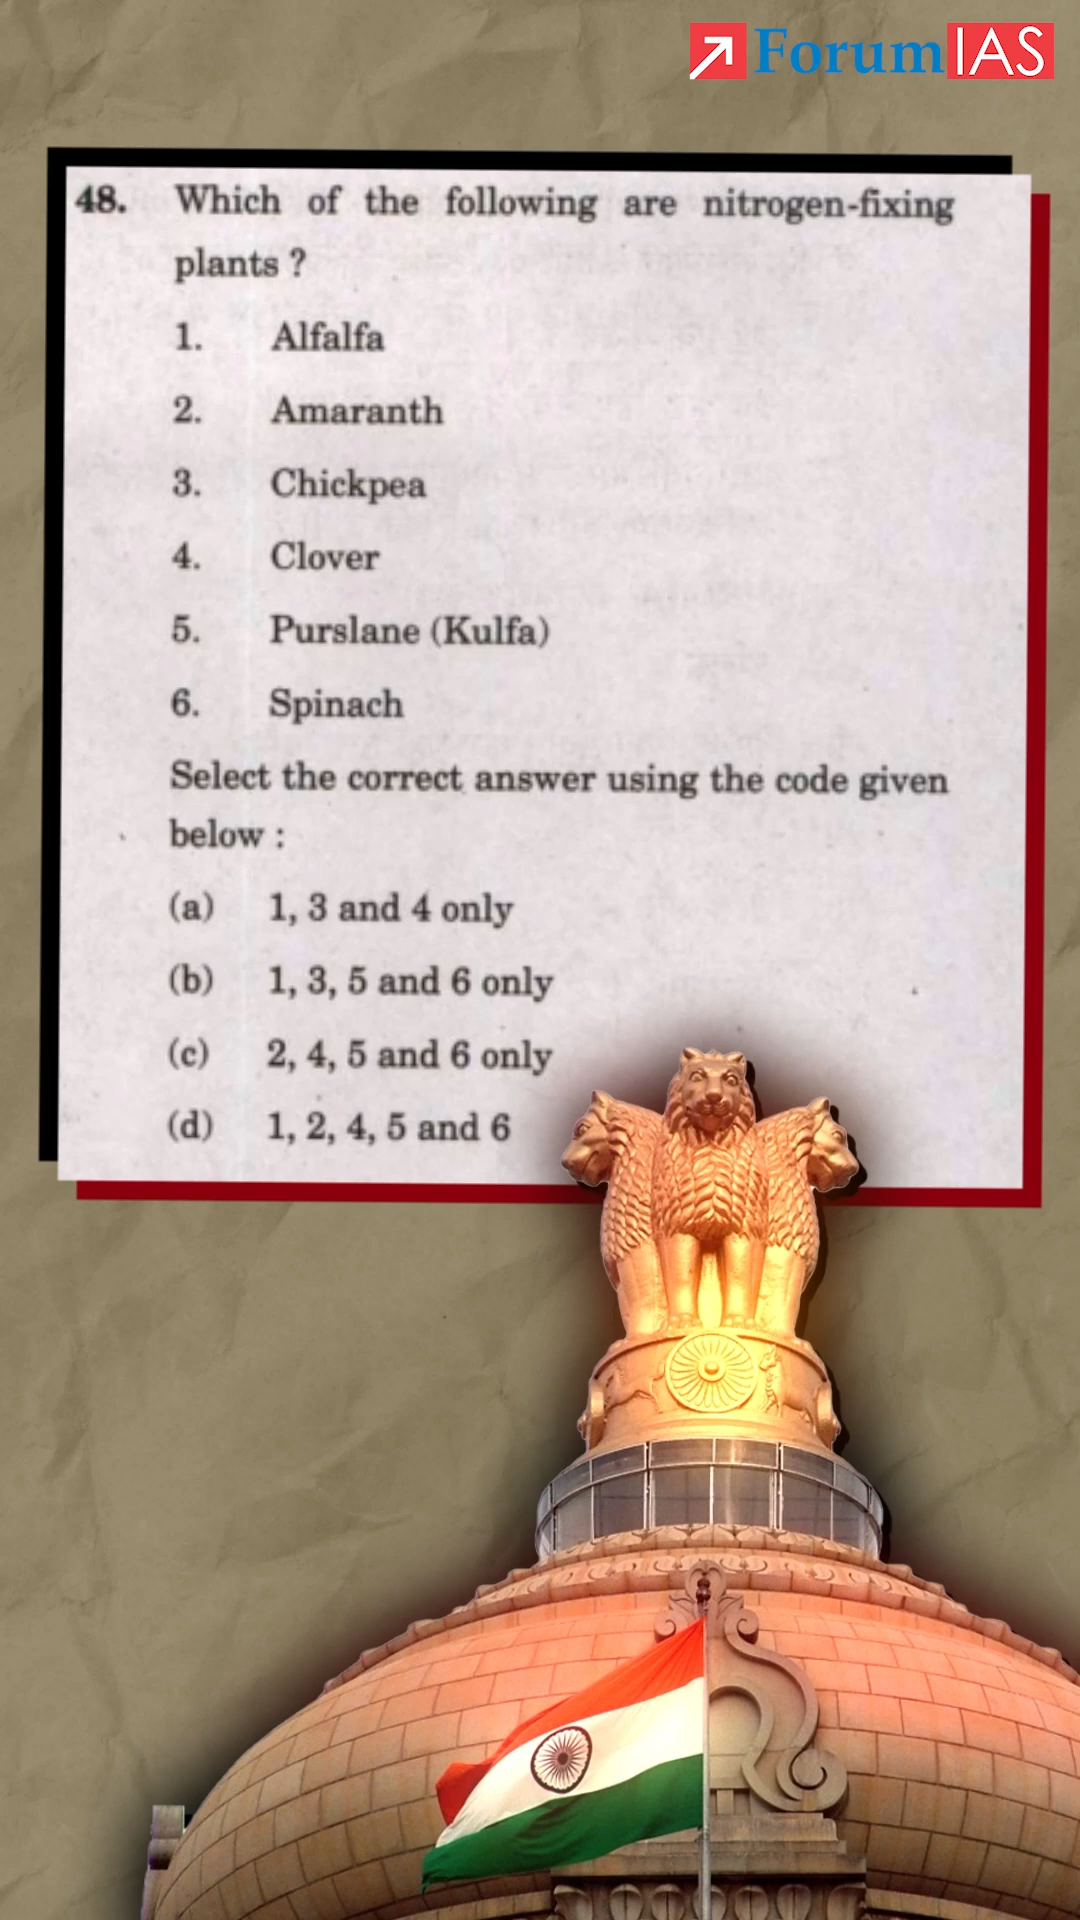 ForumIAS
48. Which of the following are nitrogen-fixing
plants ?
1. Alfalfa
2. Amaranth
3. Chickpea
4. Clover
5. Purslane (Kulfa)
6. Spinach
Select the correct answer using the code given
below :
(a) 1, 3 and 4 only
(b) 1, 3, 5 and 6 only
(c) 2, 4, 5 and 6 only
(d) 1, 2, 4, 5 and 6